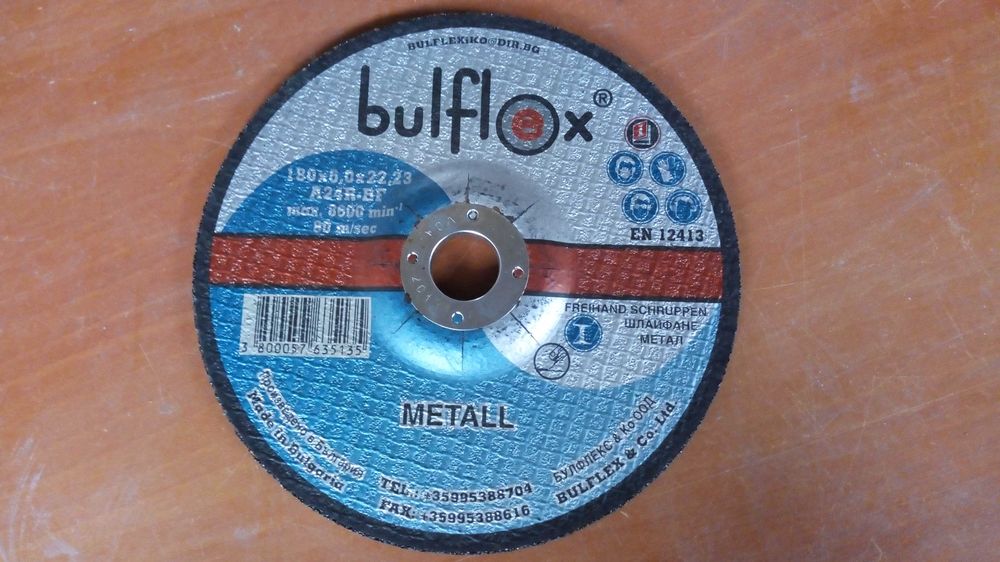 BULFLEXiKO@DIR.BG
bulflex®
180x6,0x22,23
A24R-BF
max. 8500 min-1
80 m/sec
EN 12413
FREIHAND SCHRUPPEN
ШЛАЙФАНЕ
МЕТАЛ
3 800057 635135
METALL
Произведено в България
Made in Bulgaria
TEL.: +35995388704
FAX: +35995388616
БУЛФЛЕКС & Ko ООД
BULFLEX & Co. Ltd.